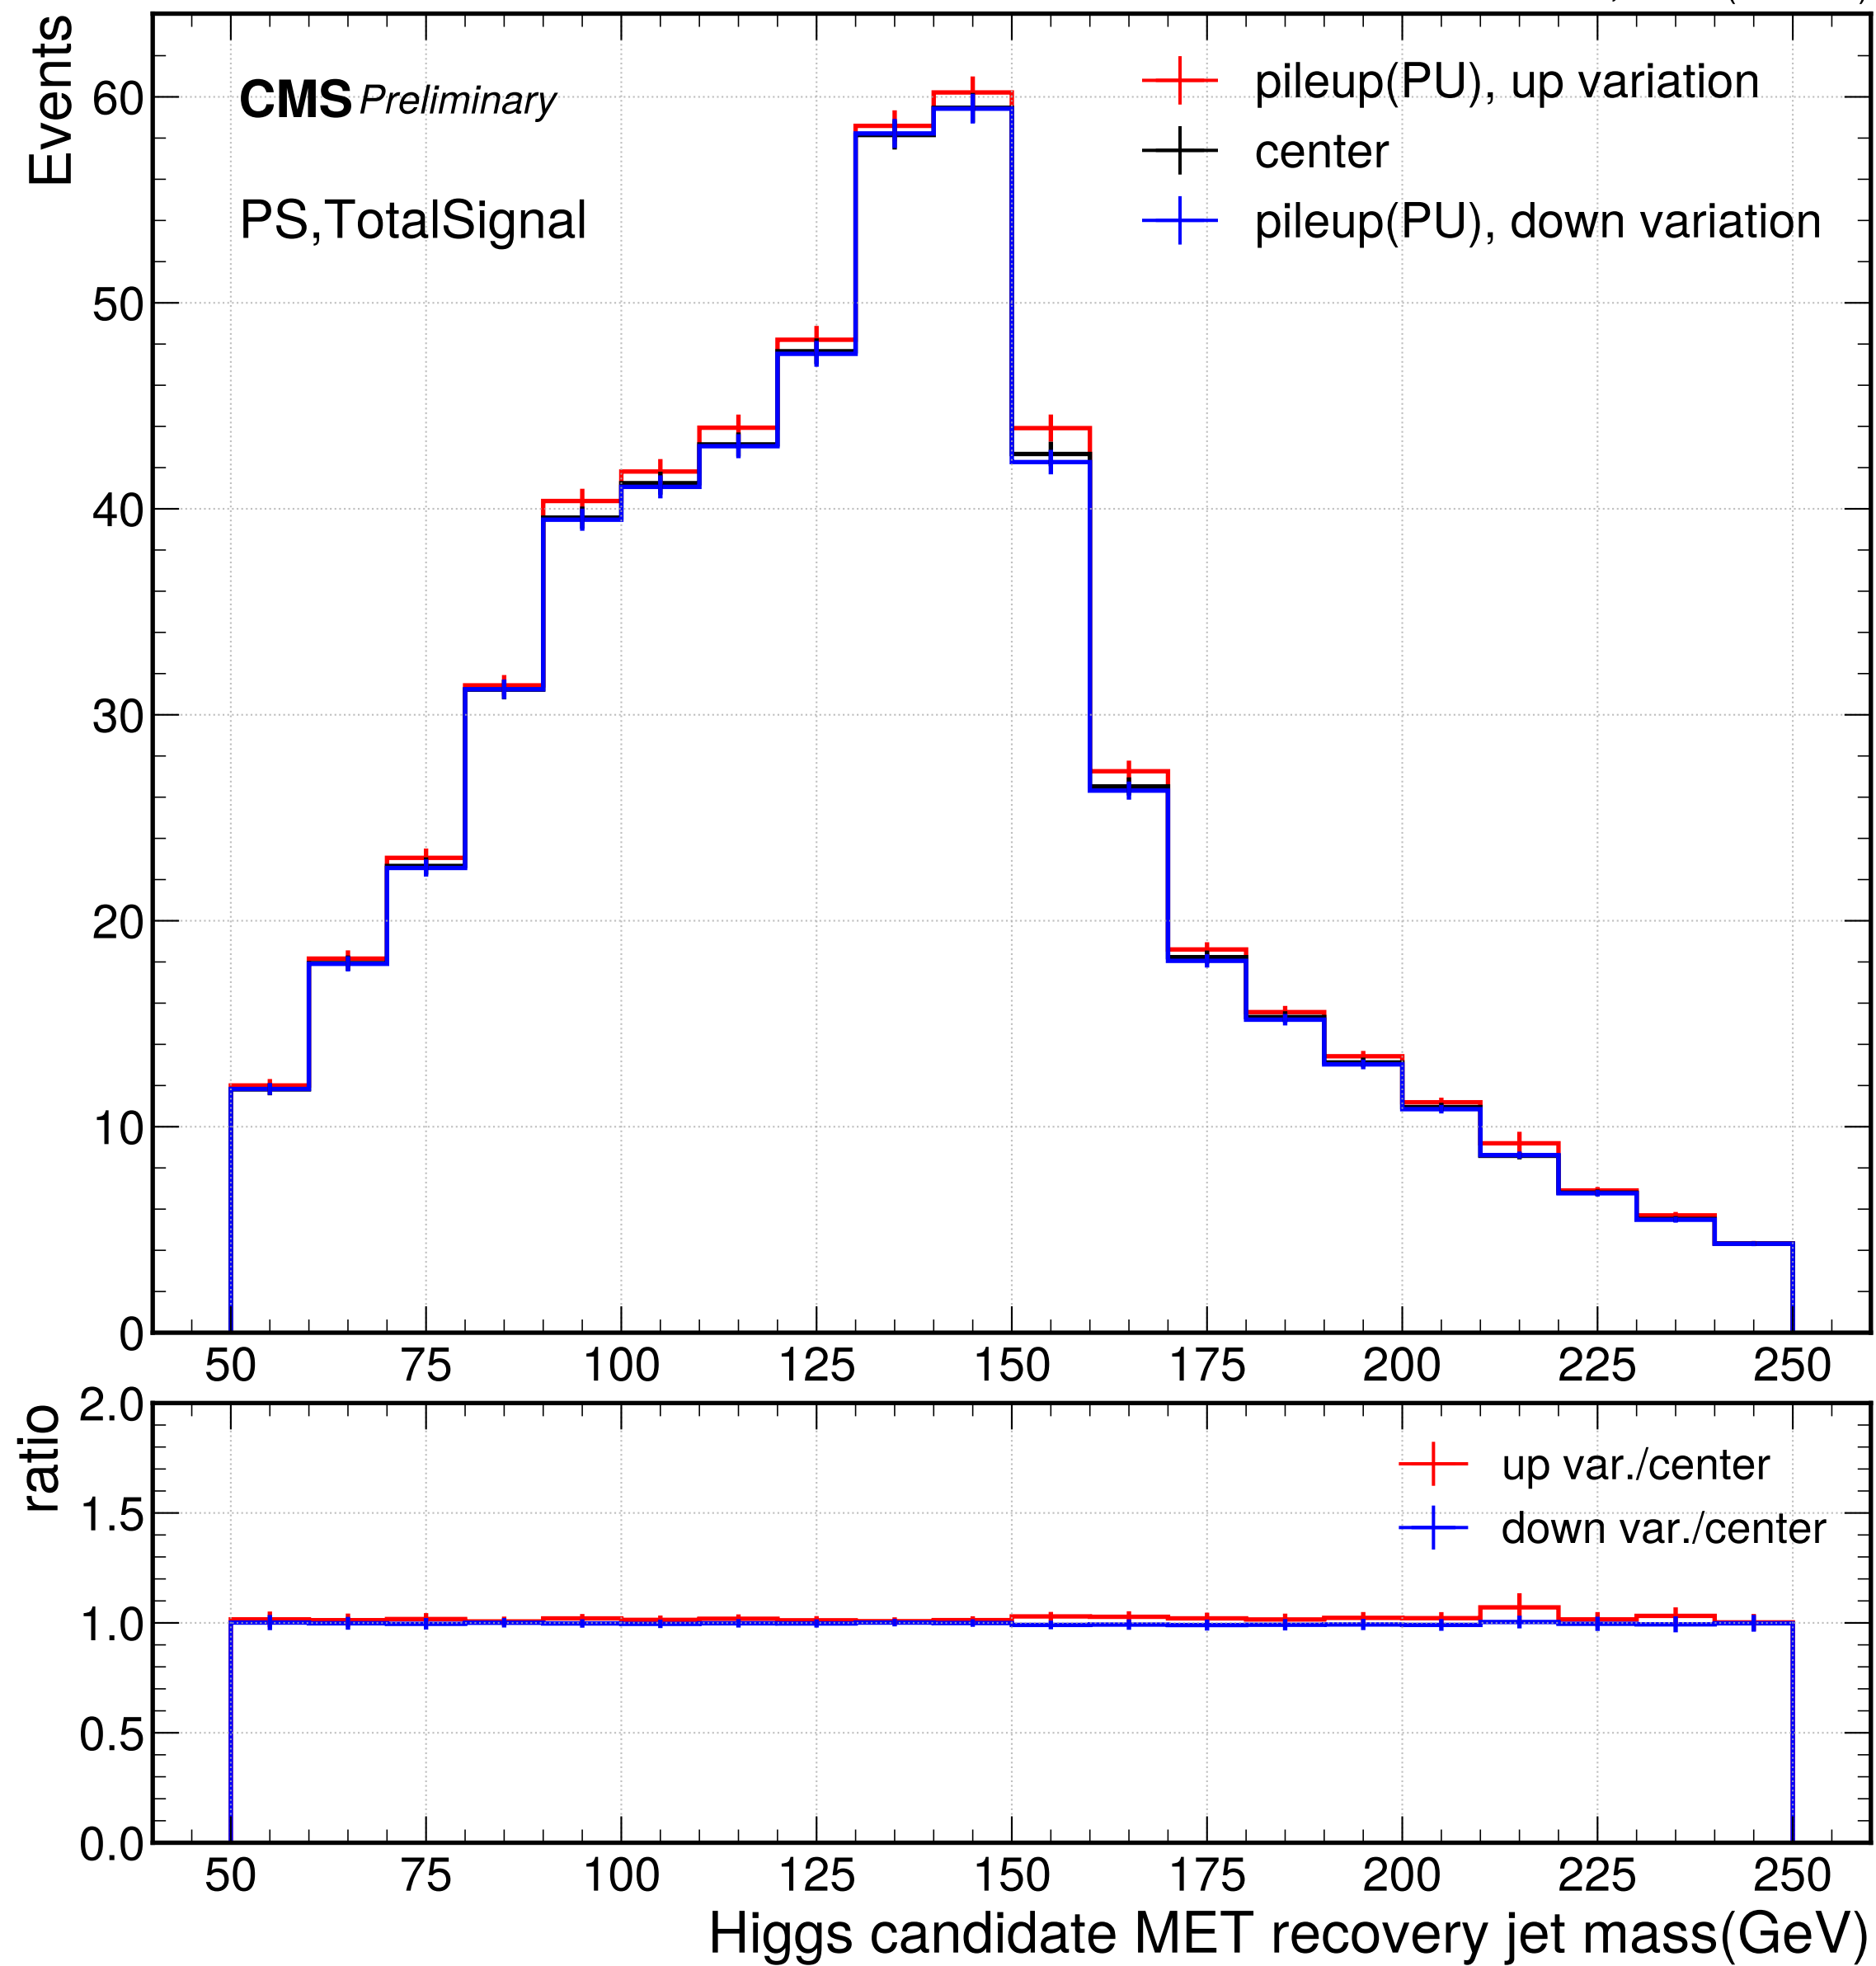 Events
CMS Preliminary
PS,TotalSignal
pileup(PU), up variation
center
pileup(PU), down variation
60
50
40
30
20
10
0
50 75 100 125 150 175 200 225 250
ratio
2.0
1.5
1.0
0.5
0.0
up var./center
down var./center
50 75 100 125 150 175 200 225 250
Higgs candidate MET recovery jet mass(GeV)